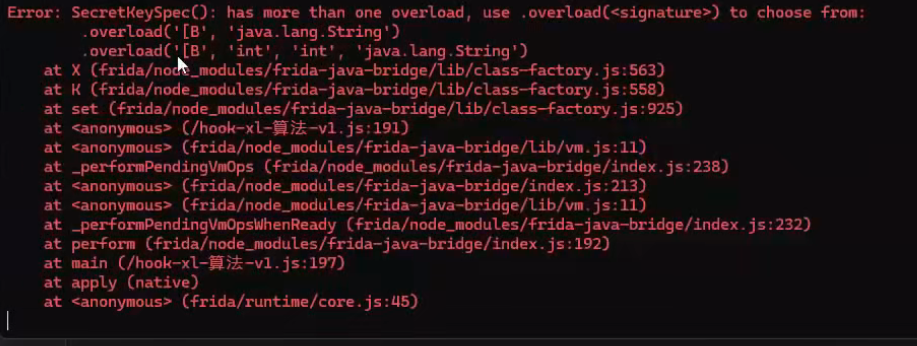 Error: SecretKeySpec(): has more than one overload, use .overload(<signature>) to choose from:
.overload('[B', 'java.lang.String')
.overload('[B', 'int', 'int', 'java.lang.String')
at X (frida/node_modules/frida-java-bridge/lib/class-factory.js:563)
at K (frida/node_modules/frida-java-bridge/lib/class-factory.js:558)
at set (frida/node_modules/frida-java-bridge/lib/class-factory.js:925)
at <anonymous> (/hook-xl-算法-v1.js:191)
at <anonymous> (frida/node_modules/frida-java-bridge/lib/vm.js:11)
at _performPendingVmOps (frida/node_modules/frida-java-bridge/index.js:238)
at <anonymous> (frida/node_modules/frida-java-bridge/index.js:213)
at <anonymous> (frida/node_modules/frida-java-bridge/lib/vm.js:11)
at _performPendingVmOpsWhenReady (frida/node_modules/frida-java-bridge/index.js:232)
at perform (frida/node_modules/frida-java-bridge/index.js:192)
at main (/hook-xl-算法-v1.js:197)
at apply (native)
at <anonymous> (frida/runtime/core.js:45)